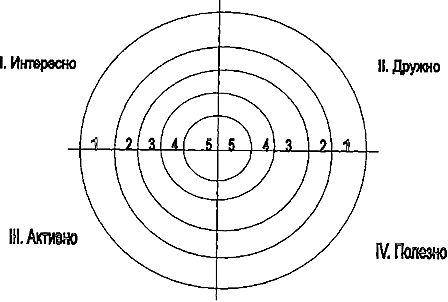 I. Интересно
II. Дружно
1 2 3 4 5 5 4 3 2 1
III. Активно
IV. Полезно